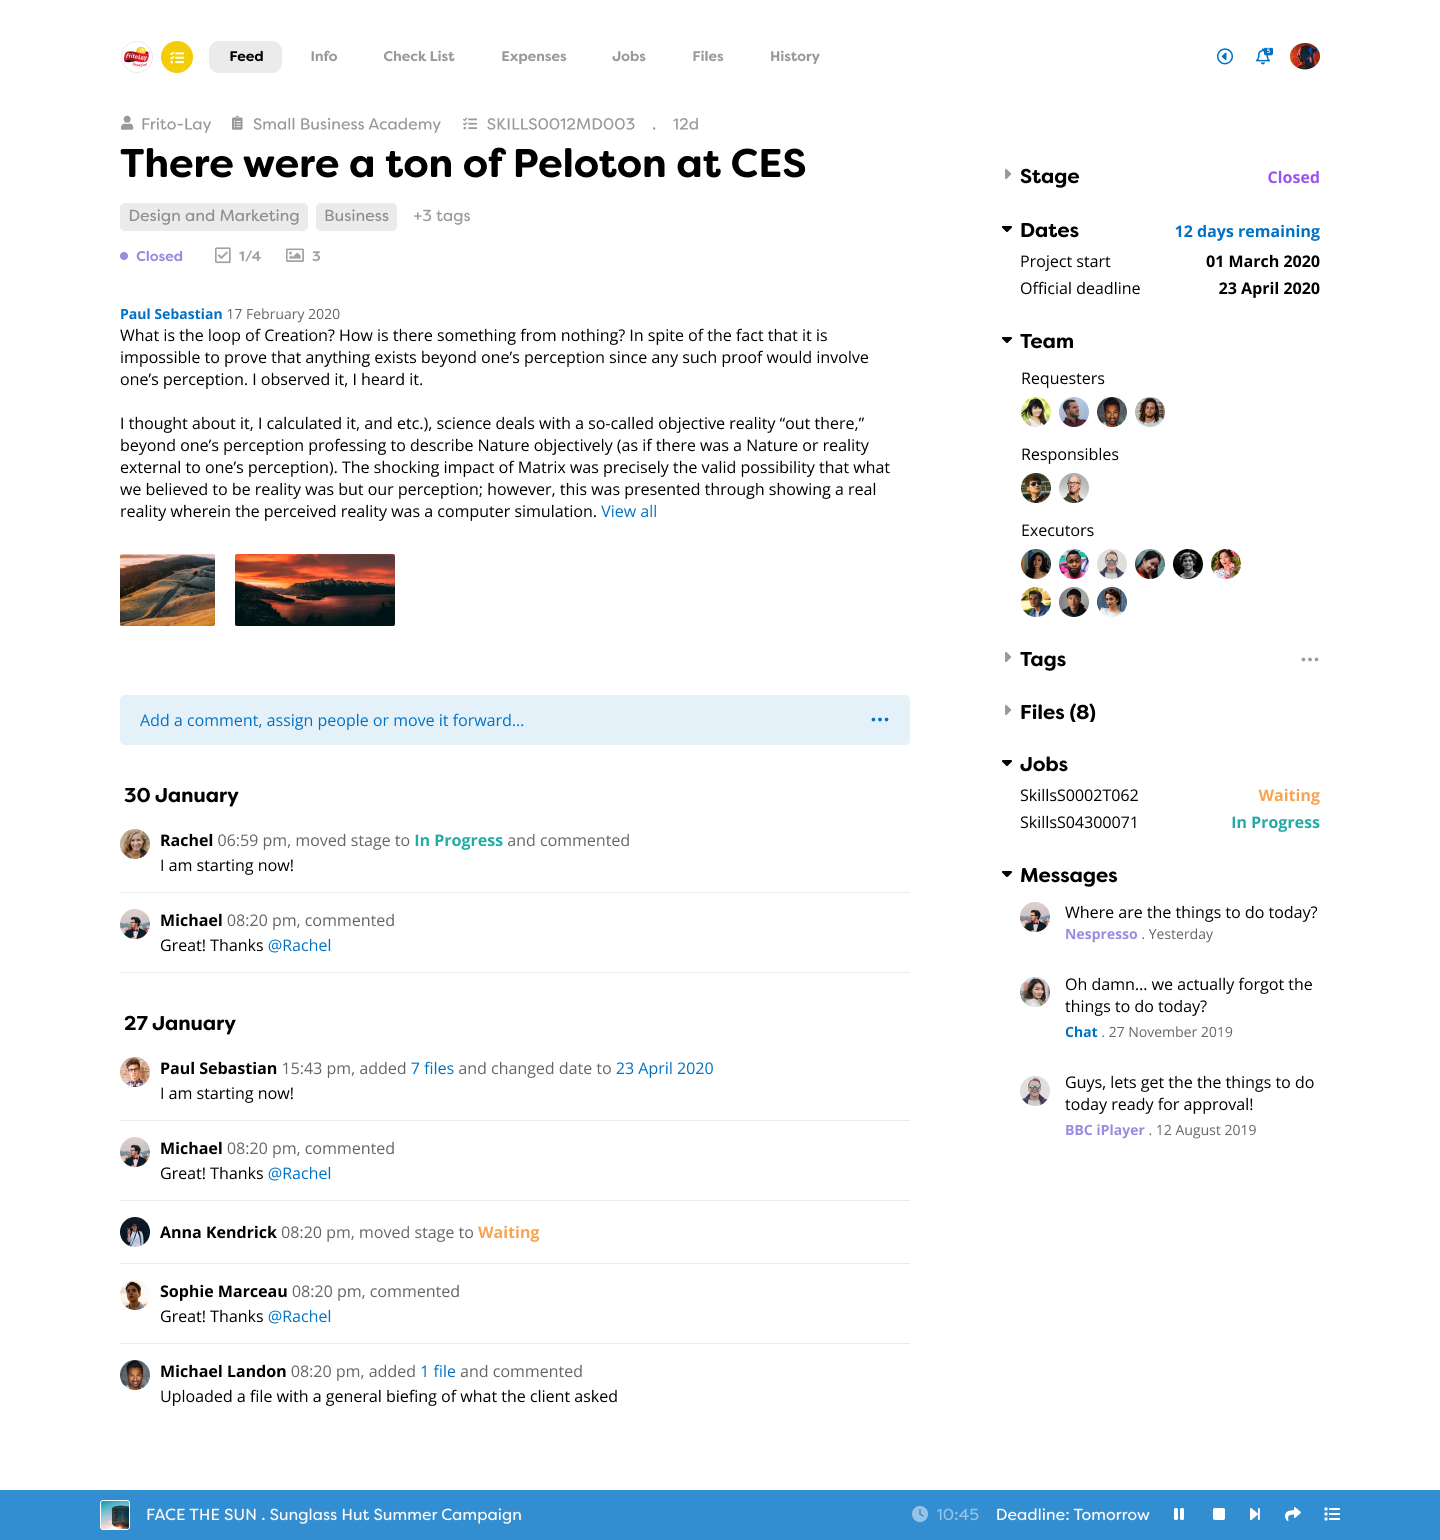 Feed Info Check List Expenses Jobs Files History
Frito-Lay Small Business Academy SKILLS0012MD003 . 12d
There were a ton of Peloton at CES
Design and Marketing Business +3 tags
Closed 1/4 3
Paul Sebastian 17 February 2020
What is the loop of Creation? How is there something from nothing? In spite of the fact that it is
impossible to prove that anything exists beyond one’s perception since any such proof would involve
one’s perception. I observed it, I heard it.
I thought about it, I calculated it, and etc.), science deals with a so-called objective reality “out there,”
beyond one’s perception professing to describe Nature objectively (as if there was a Nature or reality
external to one’s perception). The shocking impact of Matrix was precisely the valid possibility that what
we believed to be reality was but our perception; however, this was presented through showing a real
reality wherein the perceived reality was a computer simulation. View all
Add a comment, assign people or move it forward...
30 January
Rachel 06:59 pm, moved stage to In Progress and commented
I am starting now!
Michael 08:20 pm, commented
Great! Thanks @Rachel
27 January
Paul Sebastian 15:43 pm, added 7 files and changed date to 23 April 2020
I am starting now!
Michael 08:20 pm, commented
Great! Thanks @Rachel
Anna Kendrick 08:20 pm, moved stage to Waiting
Sophie Marceau 08:20 pm, commented
Great! Thanks @Rachel
Michael Landon 08:20 pm, added 1 file and commented
Uploaded a file with a general biefing of what the client asked
Stage Closed
Dates 12 days remaining
Project start 01 March 2020
Official deadline 23 April 2020
Team
Requesters
Responsibles
Executors
Tags
Files (8)
Jobs
SkillsS0002T062 Waiting
SkillsS04300071 In Progress
Messages
Where are the things to do today?
Nespresso . Yesterday
Oh damn... we actually forgot the
things to do today?
Chat . 27 November 2019
Guys, lets get the the things to do
today ready for approval!
BBC iPlayer . 12 August 2019
FACE THE SUN . Sunglass Hut Summer Campaign 10:45 Deadline: Tomorrow